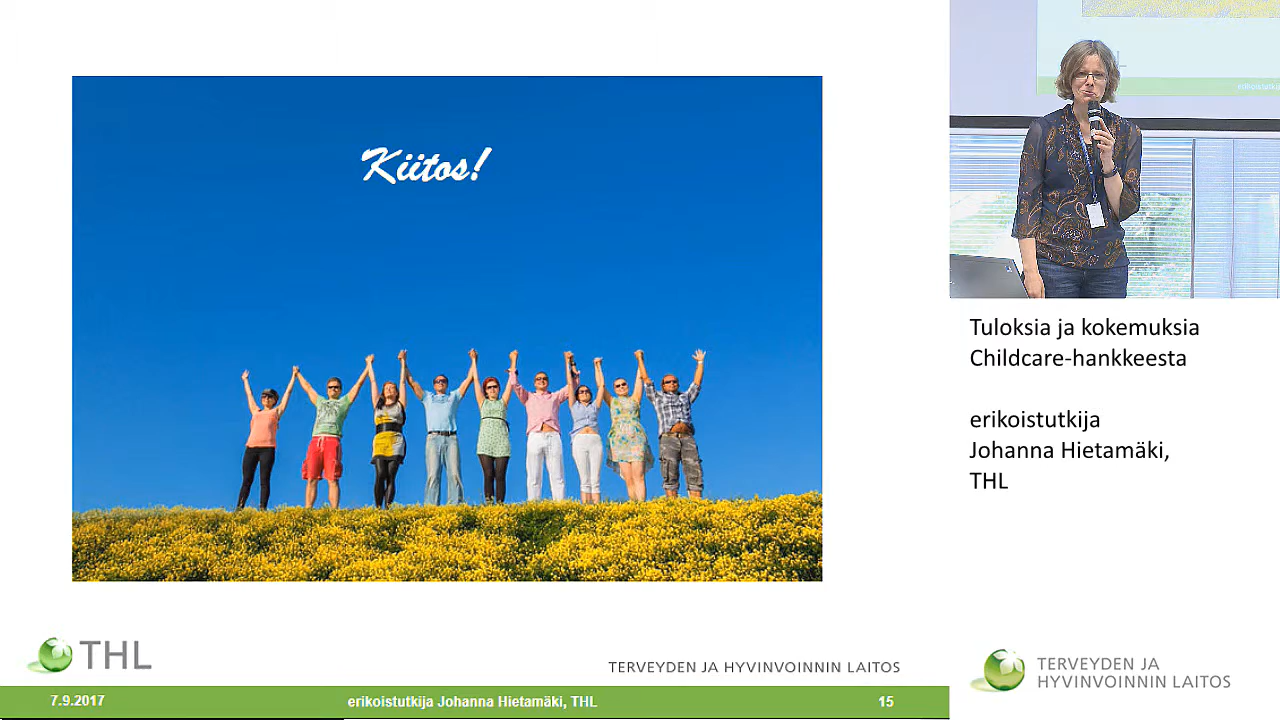 Kiitos!
THL
TERVEYDEN JA HYVINVOINNIN LAITOS
7.9.2017
erikoistutkija Johanna Hietamäki, THL
15
Tuloksia ja kokemuksia
Childcare-hankkeesta
erikoistutkija
Johanna Hietamäki,
THL
TERVEYDEN JA
HYVINVOINNIN LAITOS